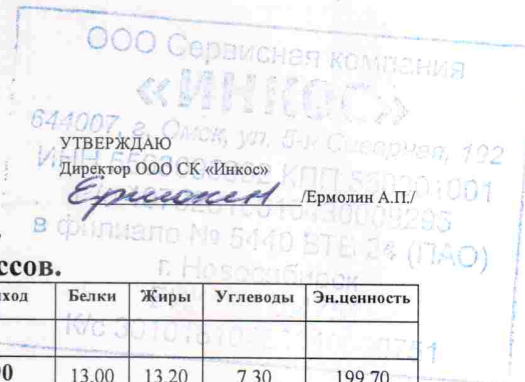 ООО Сервисная компания
«ИНКОС»
644007, г. Омск, ул. 5-я Северная, 192
УТВЕРЖДАЮ
Директор ООО СК «Инкос»
Ермолин /Ермолин А.П./
в филиале № 5440 ВТБ 24 (ПАО)
г. Новосибирск
ссов.
ход Белки Жиры Углеводы Эн.ценность
00 13,00 13,20 7,30 199,70